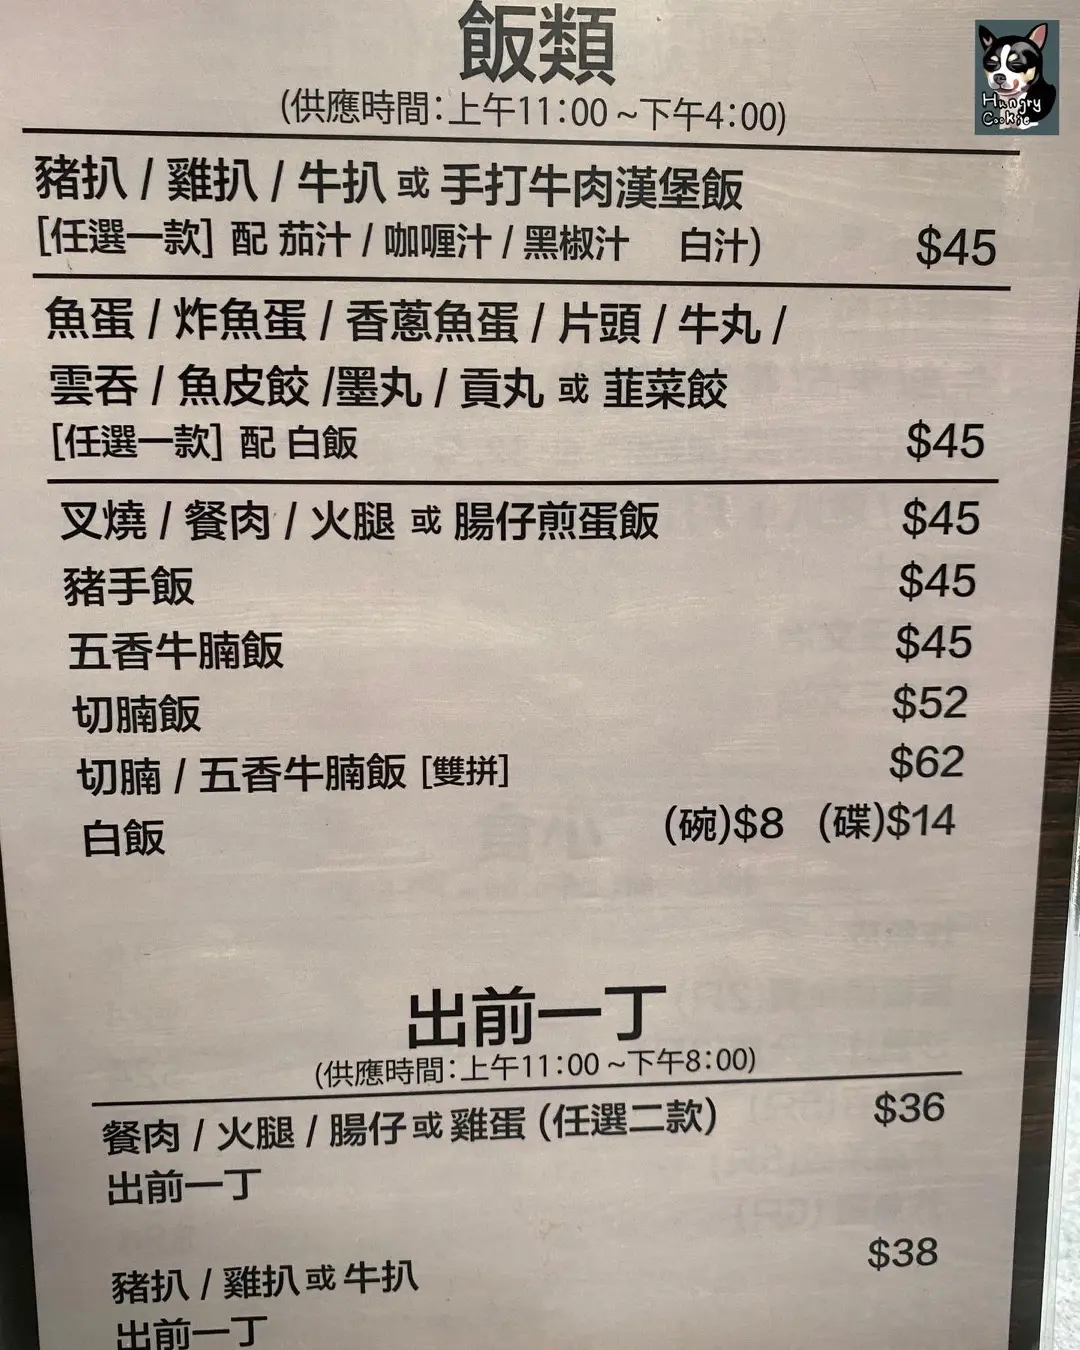 飯類
(供應時間：上午11：00 ~下午4：00)
豬扒 / 雞扒 / 牛扒 或 手打牛肉漢堡飯
[任選一款] 配 茄汁 / 咖喱汁 / 黑椒汁 白汁)
$45
魚蛋 / 炸魚蛋 / 香蔥魚蛋 / 片頭 / 牛丸 /
雲吞 / 魚皮餃 /墨丸 / 貢丸 或 韮菜餃
[任選一款] 配 白飯
$45
叉燒 / 餐肉 / 火腿 或 腸仔煎蛋飯 $45
豬手飯 $45
五香牛腩飯 $45
切腩飯 $52
切腩 / 五香牛腩飯 [雙拼] $62
白飯 (碗)$8 (碟)$14
出前一丁
(供應時間：上午11：00 ~下午8：00)
餐肉 / 火腿 / 腸仔或雞蛋 (任選二款) $36
出前一丁
豬扒 / 雞扒或牛扒 $38
出前一丁
Hungry
Cookie